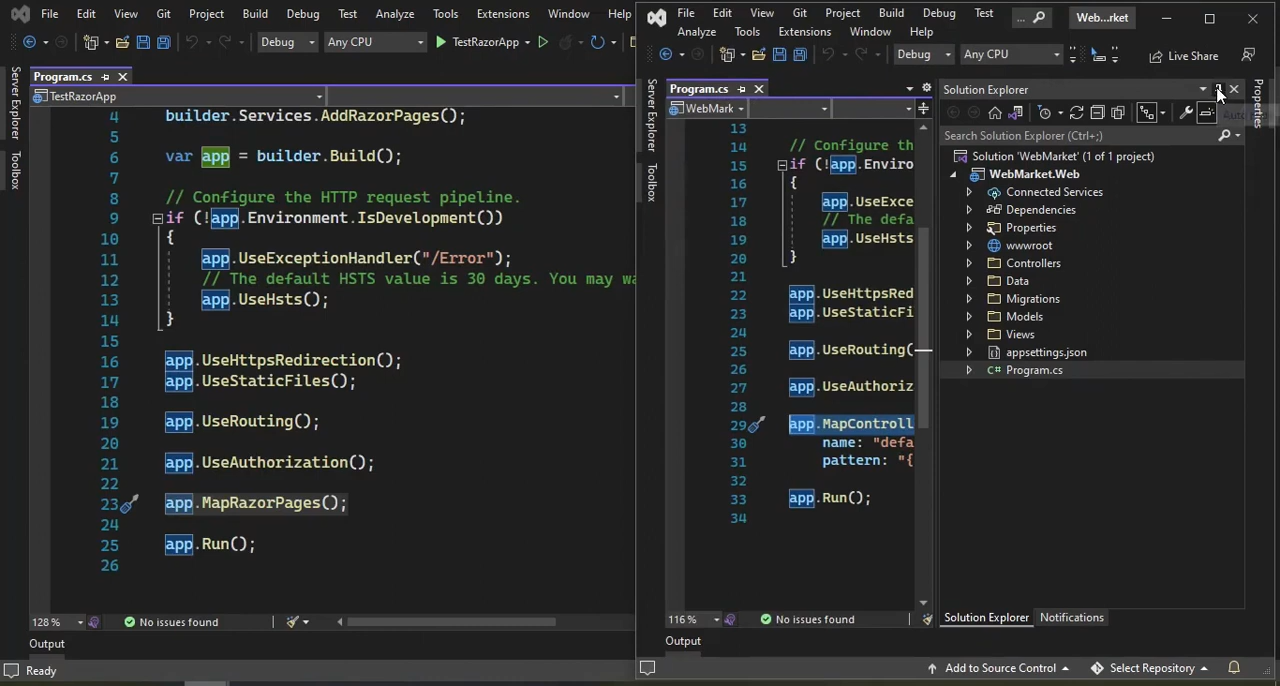 File Edit View Git Project Build Debug Test Analyze Tools Extensions Window Help
Debug Any CPU TestRazorApp
Server Explorer
Toolbox
Program.cs
TestRazorApp
4 builder.Services.AddRazorPages();
5
6 var app = builder.Build();
7
8 // Configure the HTTP request pipeline.
9 if (!app.Environment.IsDevelopment())
10 {
11 app.UseExceptionHandler("/Error");
12 // The default HSTS value is 30 days. You may wa
13 app.UseHsts();
14 }
15
16 app.UseHttpsRedirection();
17 app.UseStaticFiles();
18
19 app.UseRouting();
20
21 app.UseAuthorization();
22
23 app.MapRazorPages();
24
25 app.Run();
26
128 % No issues found
Output
Ready
File Edit View Git Project Build Debug Test ... Web...rket
Analyze Tools Extensions Window Help
Debug Any CPU Live Share
Server Explorer
Toolbox
Program.cs
WebMark
13
14 // Configure th
15 if (!app.Enviro
16 {
17 app.UseExce
18 // The defa
19 app.UseHsts
20 }
21
22 app.UseHttpsRed
23 app.UseStaticFi
24
25 app.UseRouting(
26
27 app.UseAuthoriz
28
29 app.MapControll
30 name: "defa
31 pattern: "{
32
33 app.Run();
34
116 % No issues found
Output
Solution Explorer
Search Solution Explorer (Ctrl+;)
Solution 'WebMarket' (1 of 1 project)
WebMarket.Web
Connected Services
Dependencies
Properties
wwwroot
Controllers
Data
Migrations
Models
Views
appsettings.json
C# Program.cs
Solution Explorer Notifications
Properties
Add to Source Control Select Repository